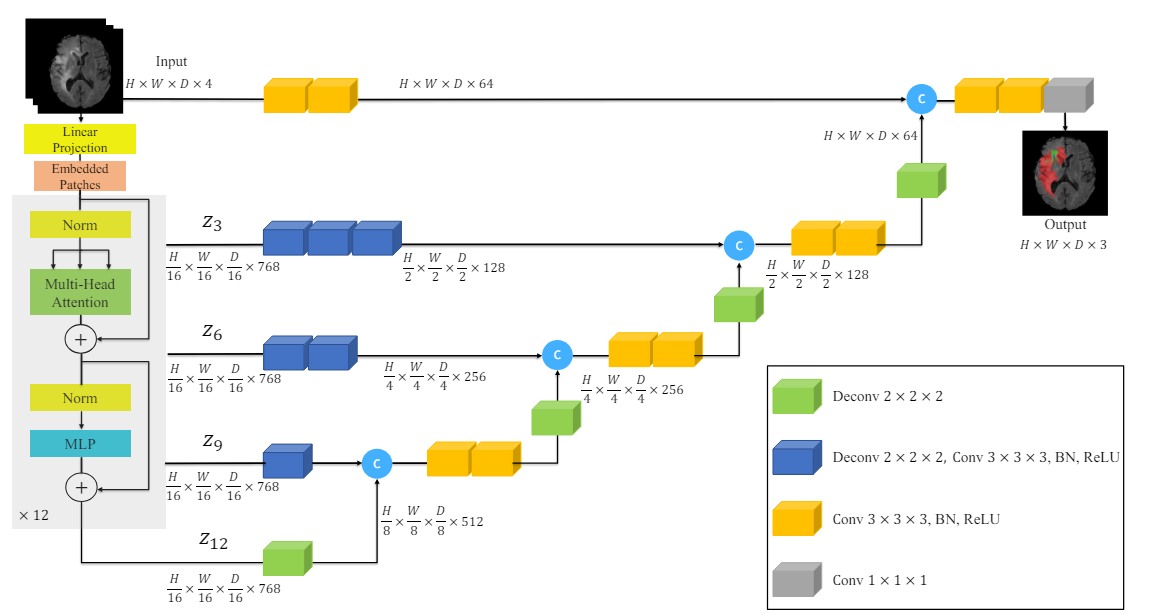 Input
H × W × D × 4
H × W × D × 64
C
Linear
Projection
Embedded
Patches
H × W × D × 64
Norm
Multi-Head
Attention
+
Norm
MLP
+
× 12
Z3
H/16 × W/16 × D/16 × 768
H/2 × W/2 × D/2 × 128
C
H/2 × W/2 × D/2 × 128
Output
H × W × D × 3
Z6
H/16 × W/16 × D/16 × 768
H/4 × W/4 × D/4 × 256
C
H/4 × W/4 × D/4 × 256
Z9
H/16 × W/16 × D/16 × 768
C
H/8 × W/8 × D/8 × 512
Z12
H/16 × W/16 × D/16 × 768
Deconv 2 × 2 × 2
Deconv 2 × 2 × 2, Conv 3 × 3 × 3, BN, ReLU
Conv 3 × 3 × 3, BN, ReLU
Conv 1 × 1 × 1